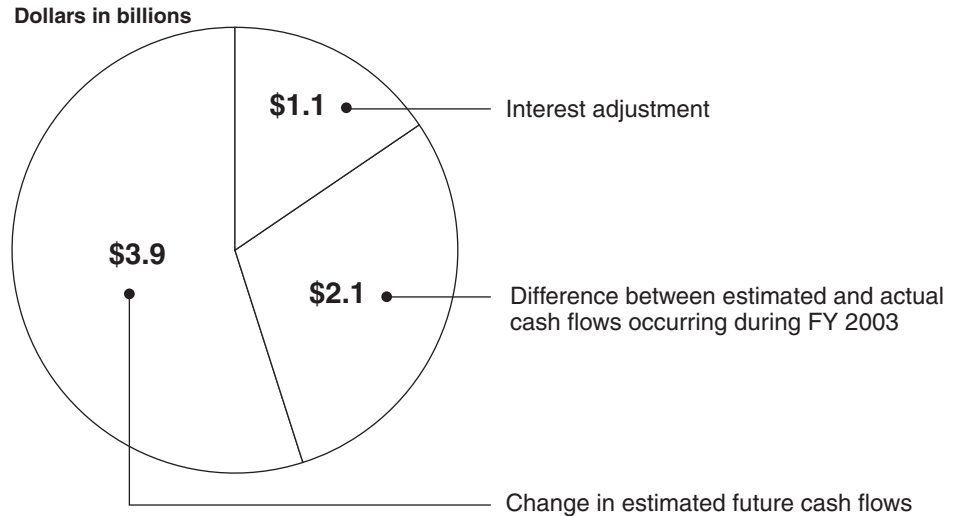 Dollars in billions
$1.1
Interest adjustment
$3.9
$2.1
Difference between estimated and actual
cash flows occurring during FY 2003
Change in estimated future cash flows